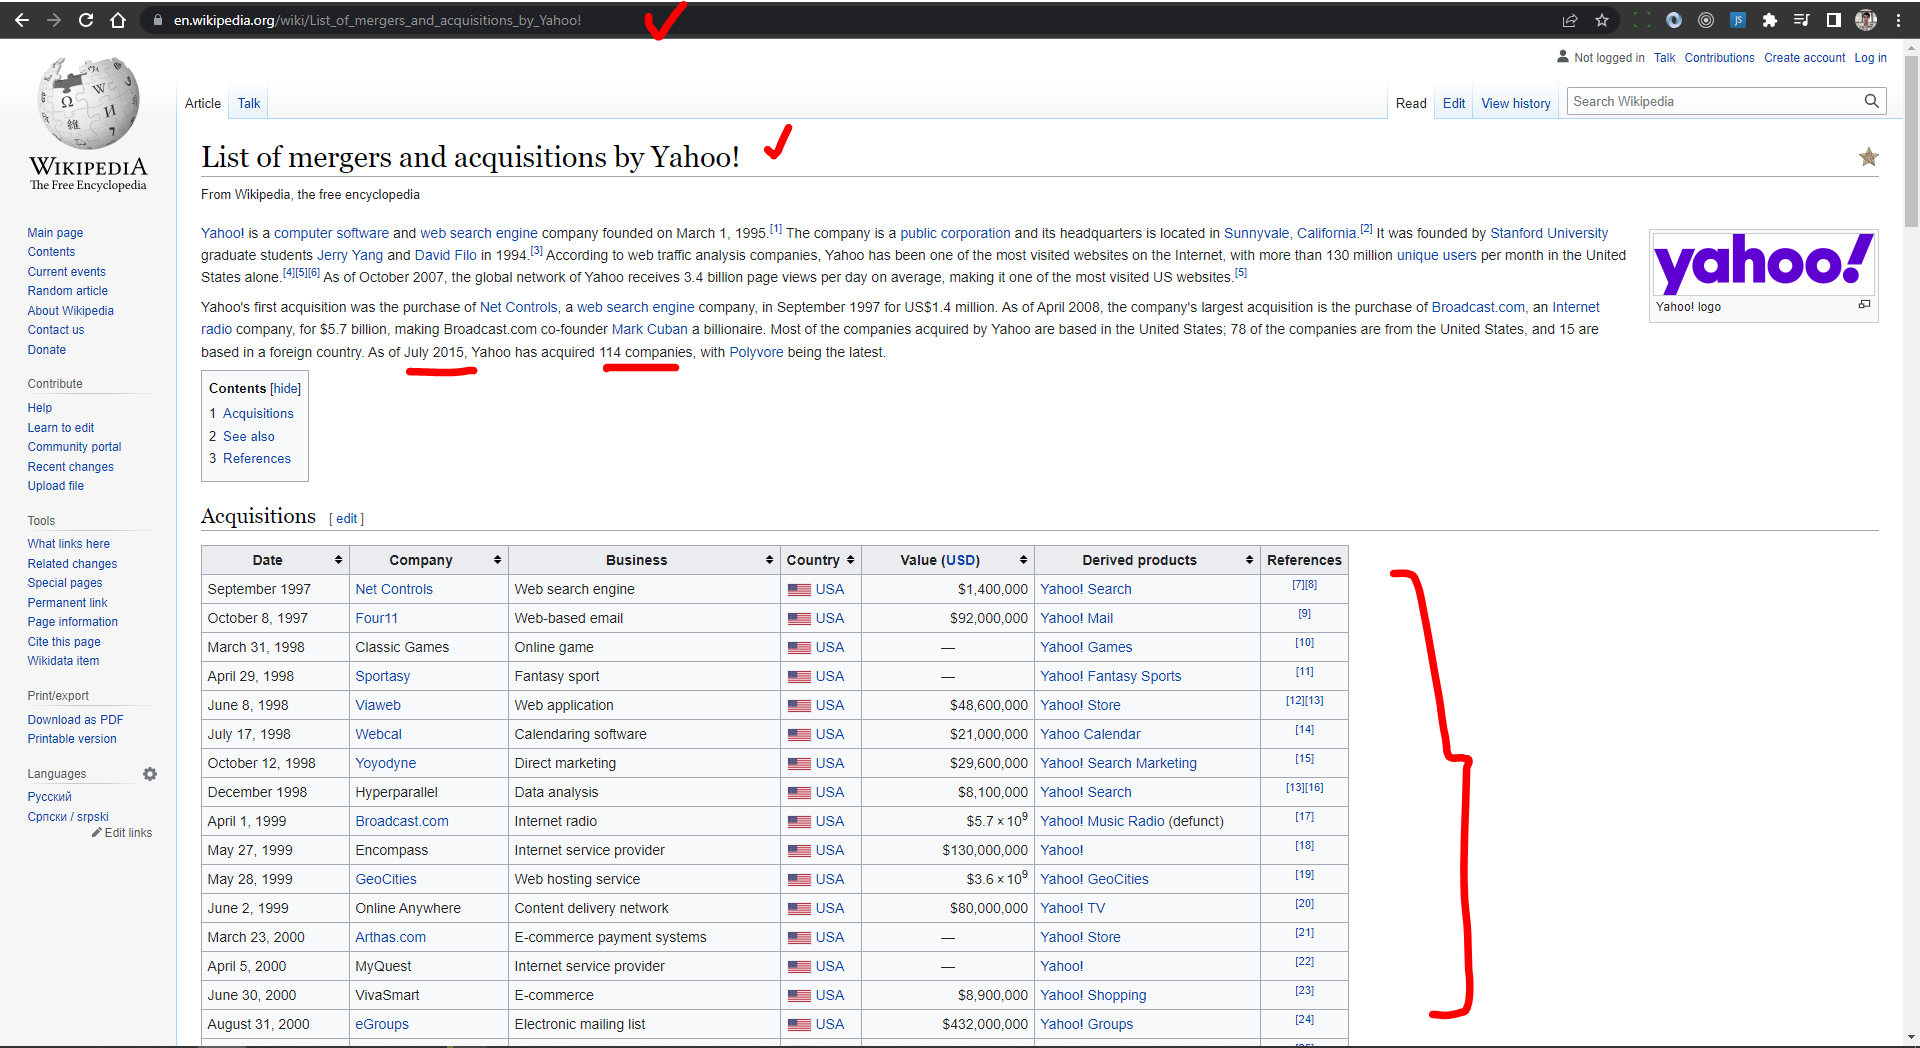 en.wikipedia.org/wiki/List_of_mergers_and_acquisitions_by_Yahoo!
JS
Not logged in Talk Contributions Create account Log in
Article Talk Read Edit View history Search Wikipedia
WIKIPEDIA
The Free Encyclopedia
Main page
Contents
Current events
Random article
About Wikipedia
Contact us
Donate
Contribute
Help
Learn to edit
Community portal
Recent changes
Upload file
Tools
What links here
Related changes
Special pages
Permanent link
Page information
Cite this page
Wikidata item
Print/export
Download as PDF
Printable version
Languages
Русский
Српски / srpski
Edit links
List of mergers and acquisitions by Yahoo!
From Wikipedia, the free encyclopedia
Yahoo! is a computer software and web search engine company founded on March 1, 1995.[1] The company is a public corporation and its headquarters is located in Sunnyvale, California.[2] It was founded by Stanford University
graduate students Jerry Yang and David Filo in 1994.[3] According to web traffic analysis companies, Yahoo has been one of the most visited websites on the Internet, with more than 130 million unique users per month in the United
States alone.[4][5][6] As of October 2007, the global network of Yahoo receives 3.4 billion page views per day on average, making it one of the most visited US websites.[5]
Yahoo's first acquisition was the purchase of Net Controls, a web search engine company, in September 1997 for US$1.4 million. As of April 2008, the company's largest acquisition is the purchase of Broadcast.com, an Internet
radio company, for $5.7 billion, making Broadcast.com co-founder Mark Cuban a billionaire. Most of the companies acquired by Yahoo are based in the United States; 78 of the companies are from the United States, and 15 are
based in a foreign country. As of July 2015, Yahoo has acquired 114 companies, with Polyvore being the latest.
yahoo!
Yahoo! logo
Contents [hide]
1 Acquisitions
2 See also
3 References
Acquisitions [ edit ]
Date Company Business Country Value (USD) Derived products References
September 1997 Net Controls Web search engine USA $1,400,000 Yahoo! Search [7][8]
October 8, 1997 Four11 Web-based email USA $92,000,000 Yahoo! Mail [9]
March 31, 1998 Classic Games Online game USA — Yahoo! Games [10]
April 29, 1998 Sportasy Fantasy sport USA — Yahoo! Fantasy Sports [11]
June 8, 1998 Viaweb Web application USA $48,600,000 Yahoo! Store [12][13]
July 17, 1998 Webcal Calendaring software USA $21,000,000 Yahoo Calendar [14]
October 12, 1998 Yoyodyne Direct marketing USA $29,600,000 Yahoo! Search Marketing [15]
December 1998 Hyperparallel Data analysis USA $8,100,000 Yahoo! Search [13][16]
April 1, 1999 Broadcast.com Internet radio USA $5.7 × 10⁹ Yahoo! Music Radio (defunct) [17]
May 27, 1999 Encompass Internet service provider USA $130,000,000 Yahoo! [18]
May 28, 1999 GeoCities Web hosting service USA $3.6 × 10⁹ Yahoo! GeoCities [19]
June 2, 1999 Online Anywhere Content delivery network USA $80,000,000 Yahoo! TV [20]
March 23, 2000 Arthas.com E-commerce payment systems USA — Yahoo! Store [21]
April 5, 2000 MyQuest Internet service provider USA — Yahoo! [22]
June 30, 2000 VivaSmart E-commerce USA $8,900,000 Yahoo! Shopping [23]
August 31, 2000 eGroups Electronic mailing list USA $432,000,000 Yahoo! Groups [24]